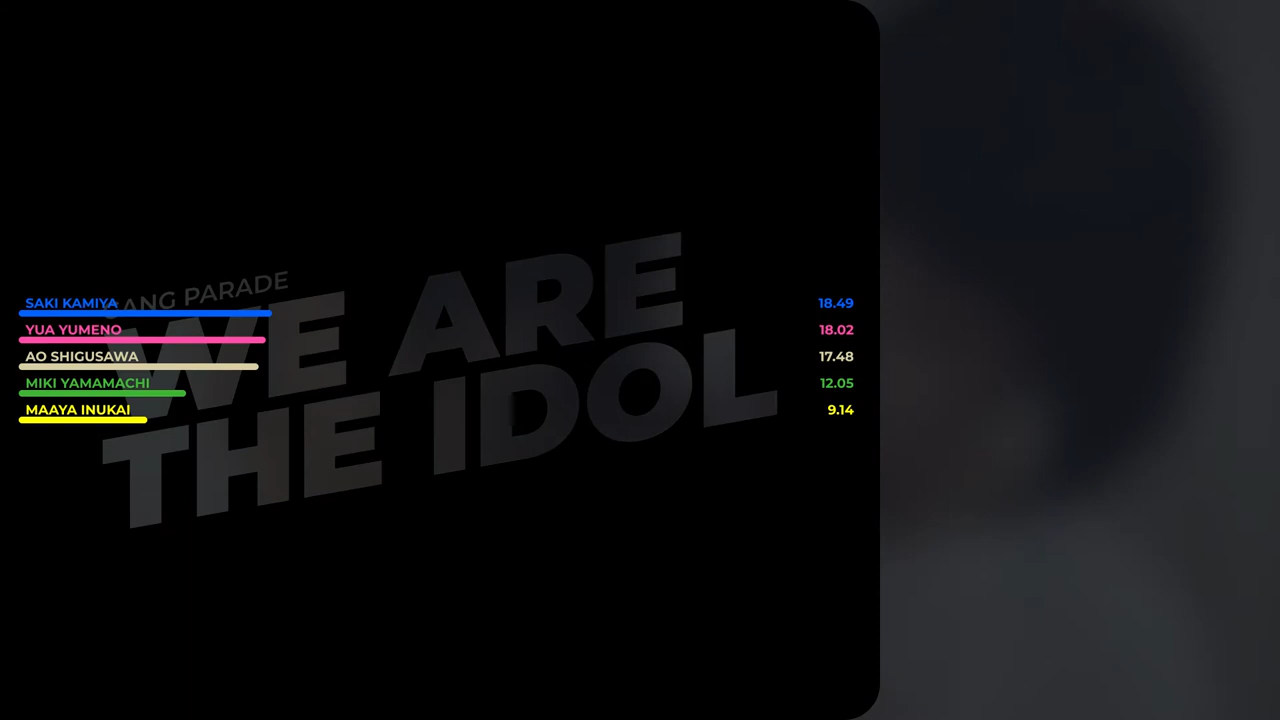 GANG PARADE
WE ARE
THE IDOL
SAKI KAMIYA 18.49
YUA YUMENO 18.02
AO SHIGUSAWA 17.48
MIKI YAMAMACHI 12.05
MAAYA INUKAI 9.14